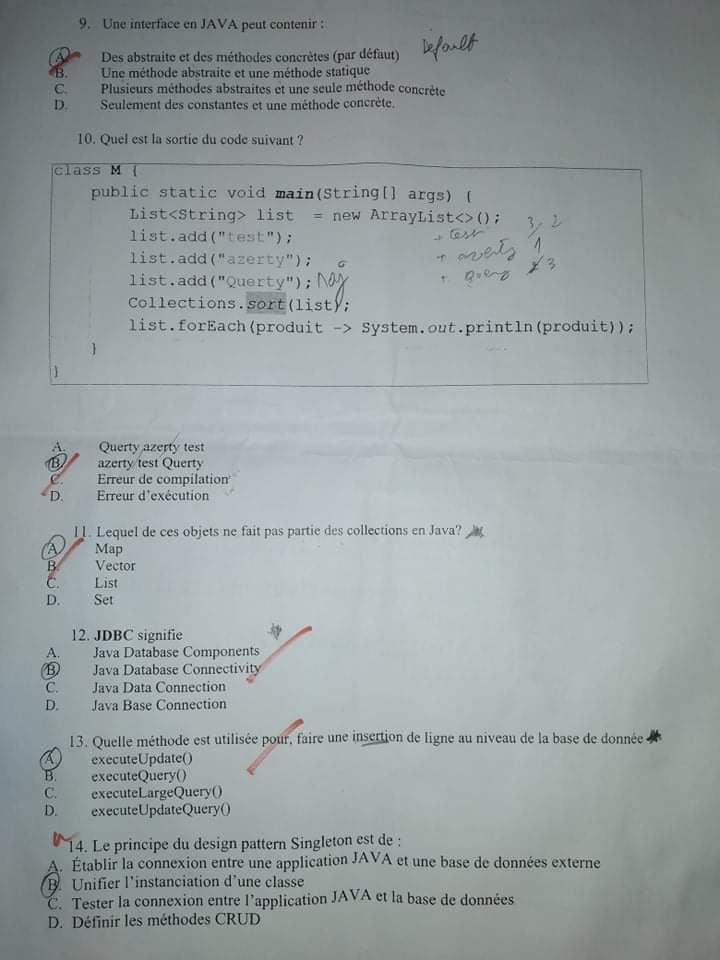 9. Une interface en JAVA peut contenir :
Default
A. Des abstraite et des méthodes concrètes (par défaut)
B. Une méthode abstraite et une méthode statique
C. Plusieurs méthodes abstraites et une seule méthode concrète
D. Seulement des constantes et une méthode concrète.
10. Quel est la sortie du code suivant ?
class M {
public static void main(String[] args) {
List<String> list = new ArrayList<>();
list.add("test"); + test 3/2
list.add("azerty"); + azerty 1
list.add("Querty"); + Query 3
Collections.sort(list);
list.forEach(produit -> System.out.println(produit));
}
}
A. Querty azerty test
B. azerty test Querty
C. Erreur de compilation
D. Erreur d'exécution
11. Lequel de ces objets ne fait pas partie des collections en Java?
A. Map
B. Vector
C. List
D. Set
12. JDBC signifie
A. Java Database Components
B. Java Database Connectivity
C. Java Data Connection
D. Java Base Connection
13. Quelle méthode est utilisée pour, faire une insertion de ligne au niveau de la base de donnée
A. executeUpdate()
B. executeQuery()
C. executeLargeQuery()
D. executeUpdateQuery()
14. Le principe du design pattern Singleton est de :
A. Établir la connexion entre une application JAVA et une base de données externe
B. Unifier l'instanciation d'une classe
C. Tester la connexion entre l'application JAVA et la base de données
D. Définir les méthodes CRUD